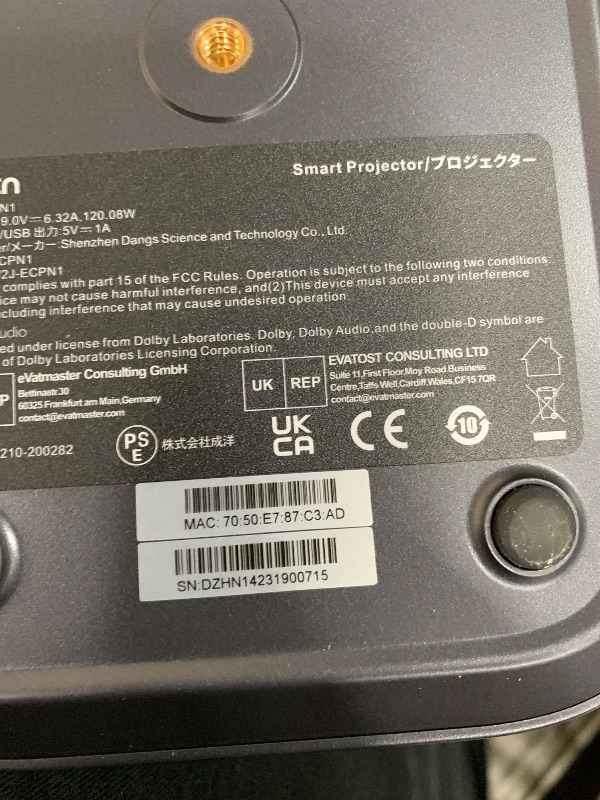 Smart Projector/プロジェクター
N1
9.0V⎓6.32A,120.08W
/USB 出力:5V⎓1A
er/メーカー:Shenzhen Dangs Science and Technology Co., Ltd.
CPN1
/2J-ECPN1
complies with part 15 of the FCC Rules. Operation is subject to the following two conditions:
ice may not cause harmful interference, and(2)This device must accept any interference
cluding interference that may cause undesired operation.
udio
ed under license from Dolby Laboratories. Dolby, Dolby Audio,and the double-D symbol are
of Dolby Laboratories Licensing Corporation.
P
eVatmaster Consulting GmbH
Bettinastr.30
60325 Frankfurt am Main,Germany
contact@evatmaster.com
UK REP
EVATOST CONSULTING LTD
Suite 11,First Floor,Moy Road Business
Centre,Taffs Well,Cardiff,Wales,CF15 7QR
contact@evatmaster.com
210-200282
PS
E
株式会社成洋
UK
CA
CE
10
MAC: 70:50:E7:87:C3:AD
SN:DZHN14231900715